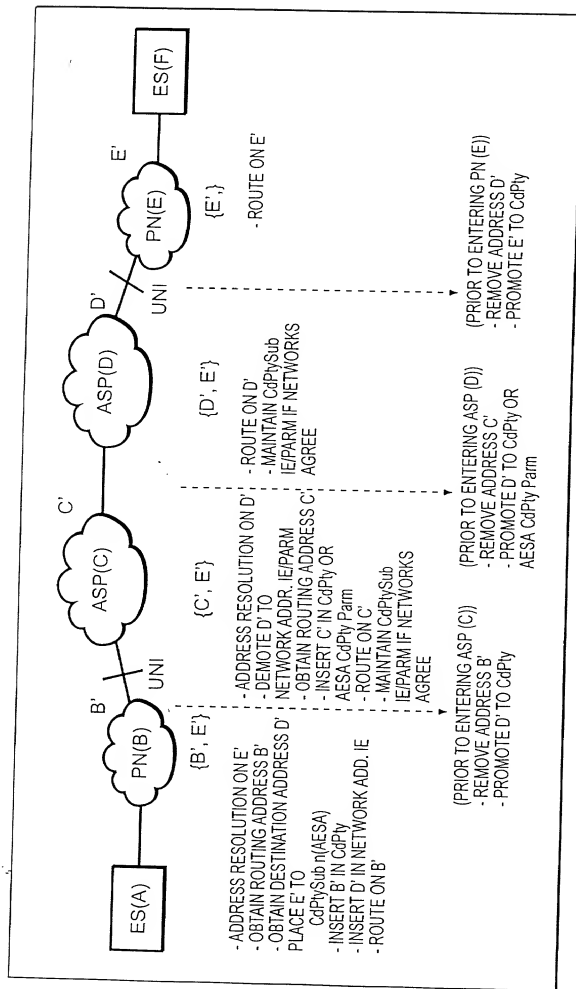 ES(A)
PN(B)
B'
UNI
ASP(C)
C'
ASP(D)
D'
UNI
PN(E)
E'
ES(F)
{B', E'}
{C', E'}
{D', E'}
{E',}
- ADDRESS RESOLUTION ON E'
- OBTAIN ROUTING ADDRESS B'
- OBTAIN DESTINATION ADDRESS D'
PLACE E' TO
CdPtySub n(AESA)
- INSERT B' IN CdPty
- INSERT D' IN NETWORK ADD. IE
- ROUTE ON B'
- ADDRESS RESOLUTION ON D'
- DEMOTE D' TO
NETWORK ADDR. IE/PARM
- OBTAIN ROUTING ADDRESS C'
- INSERT C' IN CdPty OR
AESA CdPty Parm
- ROUTE ON C'
- MAINTAIN CdPtySub
IE/PARM IF NETWORKS
AGREE
- ROUTE ON D'
- MAINTAIN CdPtySub
IE/PARM IF NETWORKS
AGREE
- ROUTE ON E'
(PRIOR TO ENTERING ASP (C))
- REMOVE ADDRESS B'
- PROMOTE D' TO CdPty
(PRIOR TO ENTERING ASP (D))
- REMOVE ADDRESS C'
- PROMOTE D' TO CdPty OR
AESA CdPty Parm
(PRIOR TO ENTERING PN (E))
- REMOVE ADDRESS D'
- PROMOTE E' TO CdPty